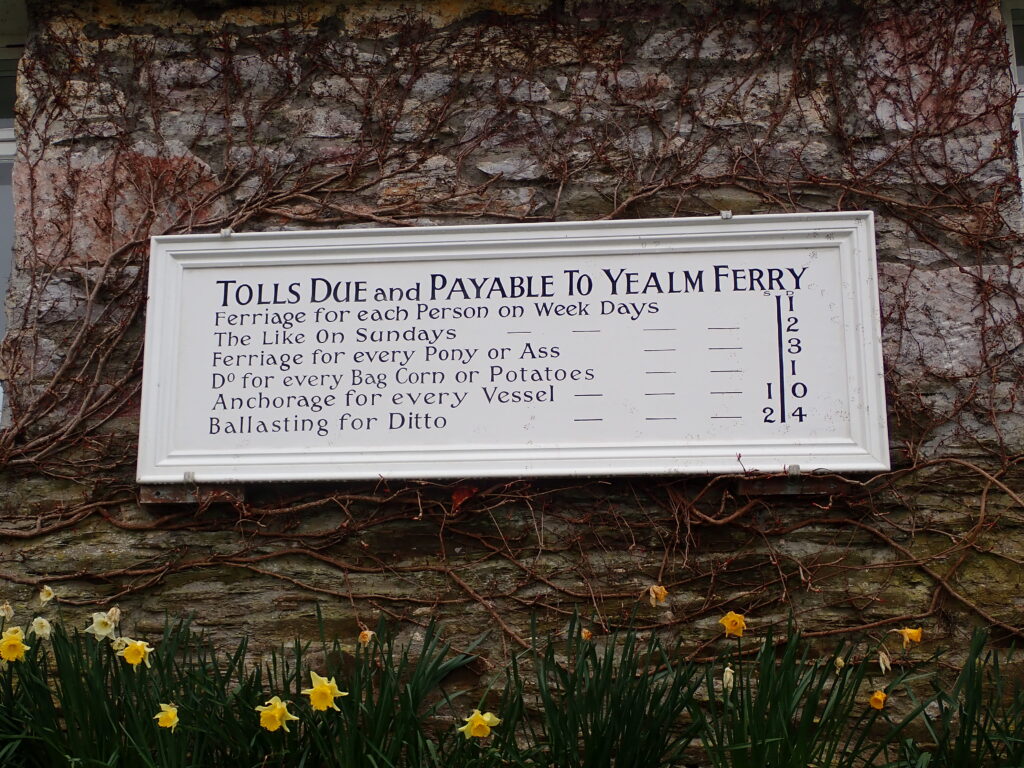 TOLLS DUE and PAYABLE TO YEALM FERRY
S D
Ferriage for each Person on Week Days 1
The Like On Sundays — — — — 2
Ferriage for every Pony or Ass — — 3
Dº for every Bag Corn or Potatoes — 1
Anchorage for every Vessel — — — 1 0
Ballasting for Ditto — — — 2 4